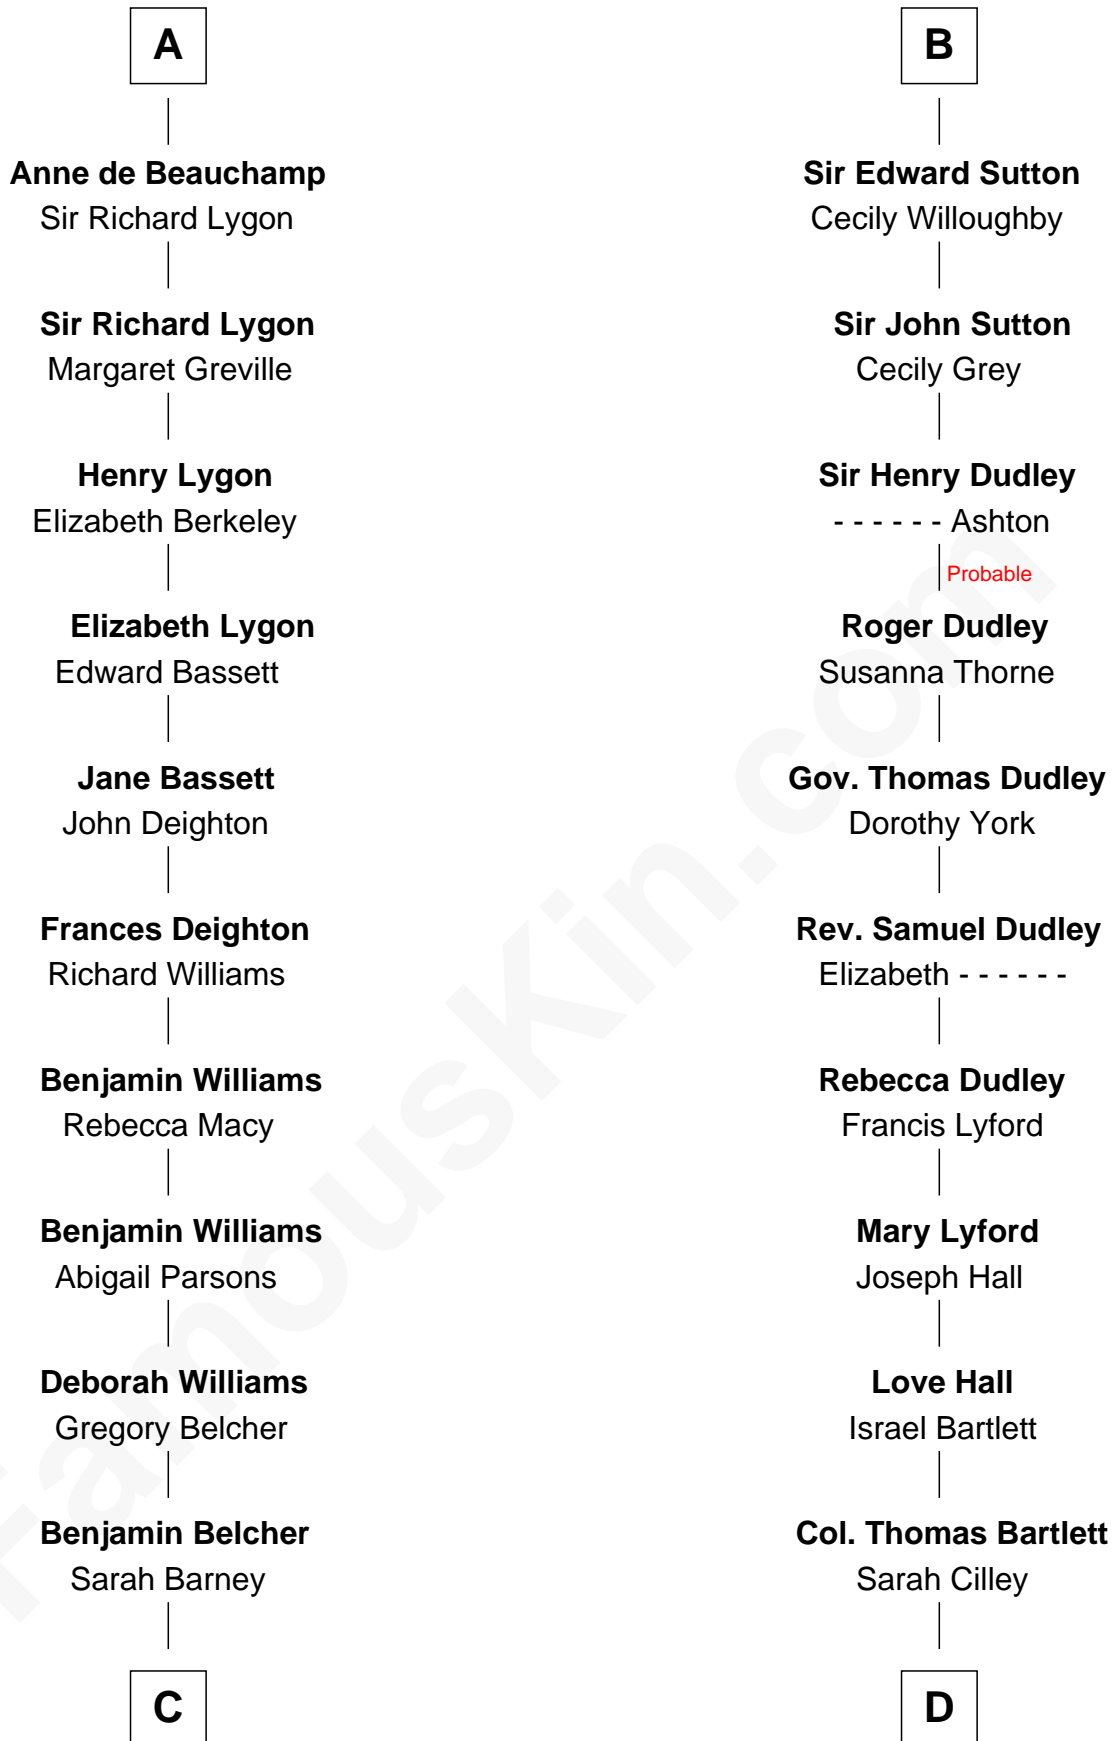 A
Anne de Beauchamp
Sir Richard Lygon
Sir Richard Lygon
Margaret Greville
Henry Lygon
Elizabeth Berkeley
Elizabeth Lygon
Edward Bassett
Jane Bassett
John Deighton
Frances Deighton
Richard Williams
Benjamin Williams
Rebecca Macy
Benjamin Williams
Abigail Parsons
Deborah Williams
Gregory Belcher
Benjamin Belcher
Sarah Barney
C
B
Sir Edward Sutton
Cecily Willoughby
Sir John Sutton
Cecily Grey
Sir Henry Dudley
- - - - - - Ashton
Probable
Roger Dudley
Susanna Thorne
Gov. Thomas Dudley
Dorothy York
Rev. Samuel Dudley
Elizabeth - - - - - -
Rebecca Dudley
Francis Lyford
Mary Lyford
Joseph Hall
Love Hall
Israel Bartlett
Col. Thomas Bartlett
Sarah Cilley
D
FamousKin.com